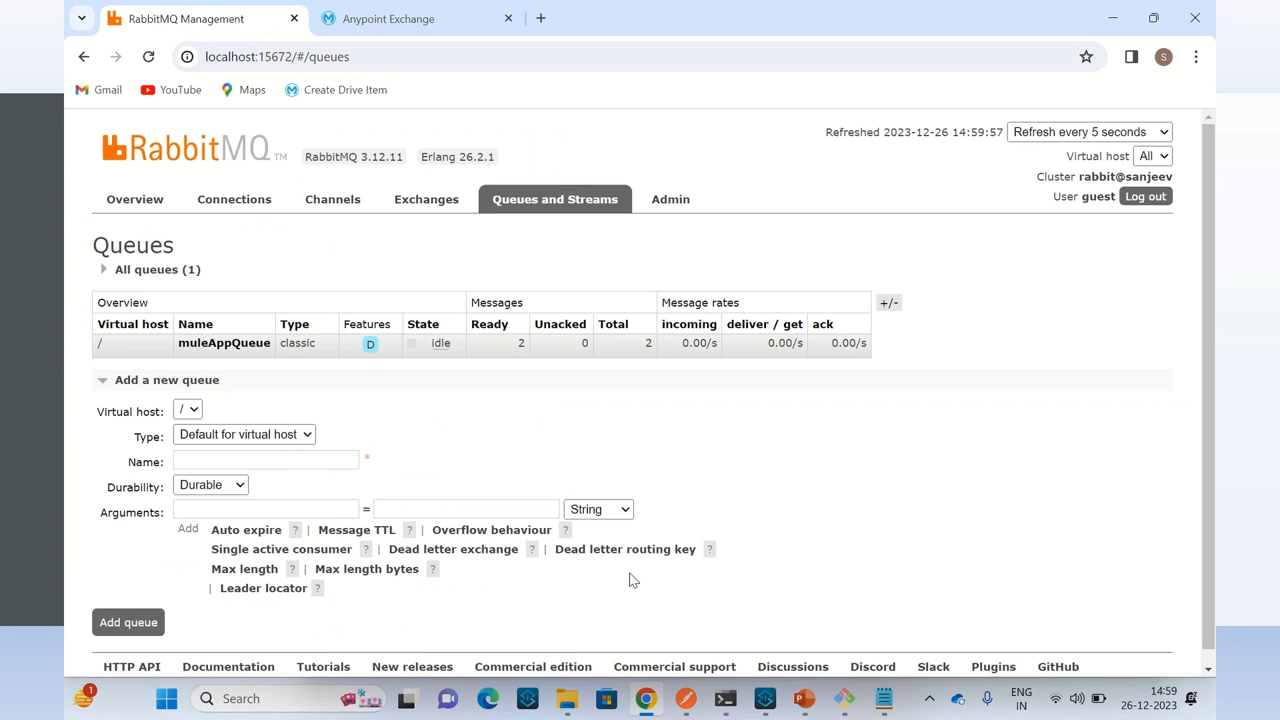 RabbitMQ Management
Anypoint Exchange
localhost:15672/#/queues
S
Gmail
YouTube
Maps
Create Drive Item
RabbitMQ TM
RabbitMQ 3.12.11
Erlang 26.2.1
Refreshed 2023-12-26 14:59:57
Refresh every 5 seconds
Virtual host All
Cluster rabbit@sanjeev
User guest Log out
Overview Connections Channels Exchanges Queues and Streams Admin
Queues
All queues (1)
Overview Messages Message rates +/-
Virtual host Name Type Features State Ready Unacked Total incoming deliver / get ack
/ muleAppQueue classic D idle 2 0 2 0.00/s 0.00/s 0.00/s
Add a new queue
Virtual host: /
Type: Default for virtual host
Name: *
Durability: Durable
Arguments: = String
Add Auto expire ? | Message TTL ? | Overflow behaviour ?
Single active consumer ? | Dead letter exchange ? | Dead letter routing key ?
Max length ? | Max length bytes ?
| Leader locator ?
Add queue
HTTP API Documentation Tutorials New releases Commercial edition Commercial support Discussions Discord Slack Plugins GitHub
1
Search
ENG
IN
14:59
26-12-2023